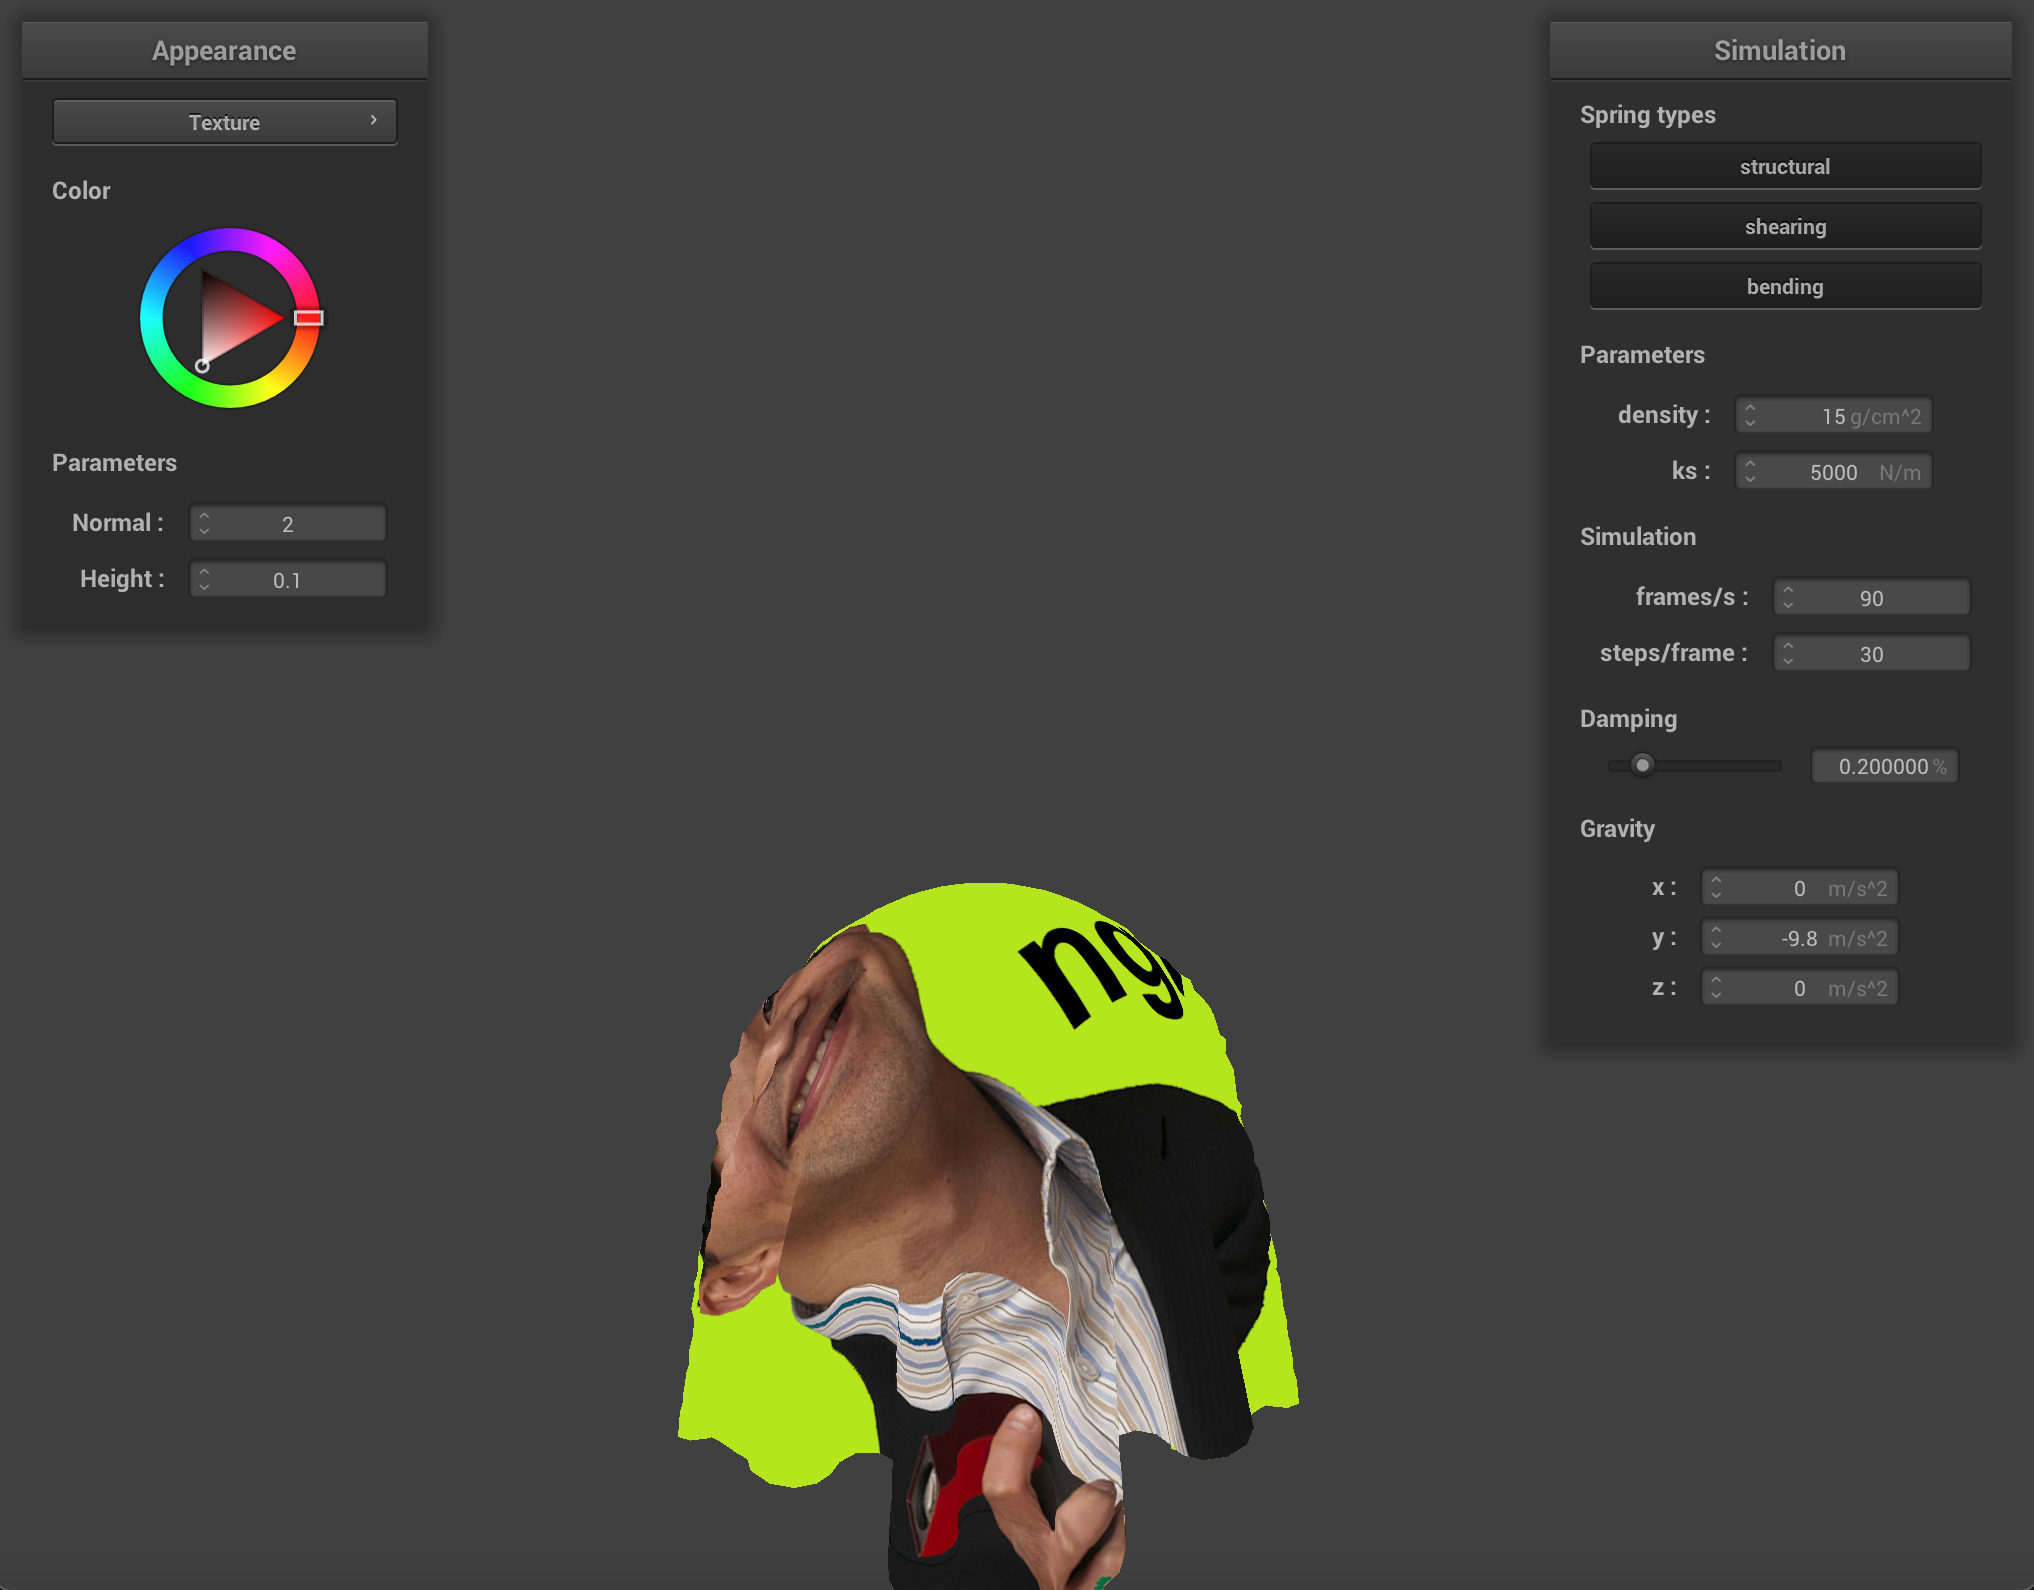 Appearance
Texture
Color
Parameters
Normal : 2
Height : 0.1
Simulation
Spring types
structural
shearing
bending
Parameters
density : 15 g/cm^2
ks : 5000 N/m
Simulation
frames/s : 90
steps/frame : 30
Damping
0.200000 %
Gravity
x : 0 m/s^2
y : -9.8 m/s^2
z : 0 m/s^2
ng